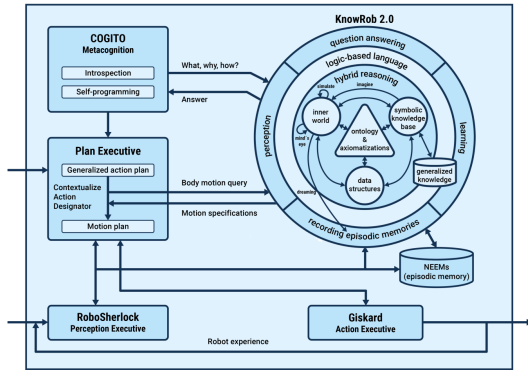 KnowRob 2.0
COGITO
Metacognition
Introspection
Self-programming
What, why, how?
Answer
question answering
logic-based language
hybrid reasoning
perception
learning
recording episodic memories
simulate
imagine
inner
world
mind´s
eye
symbolic
knowledge
base
ontology
&
axiomatizations
data
structures
dreaming
generalized
knowledge
Plan Executive
Generalized action plan
Contextualize
Action
Designator
Motion plan
Body motion query
Motion specifications
NEEMs
(episodic memory)
RoboSherlock
Perception Executive
Giskard
Action Executive
Robot experience